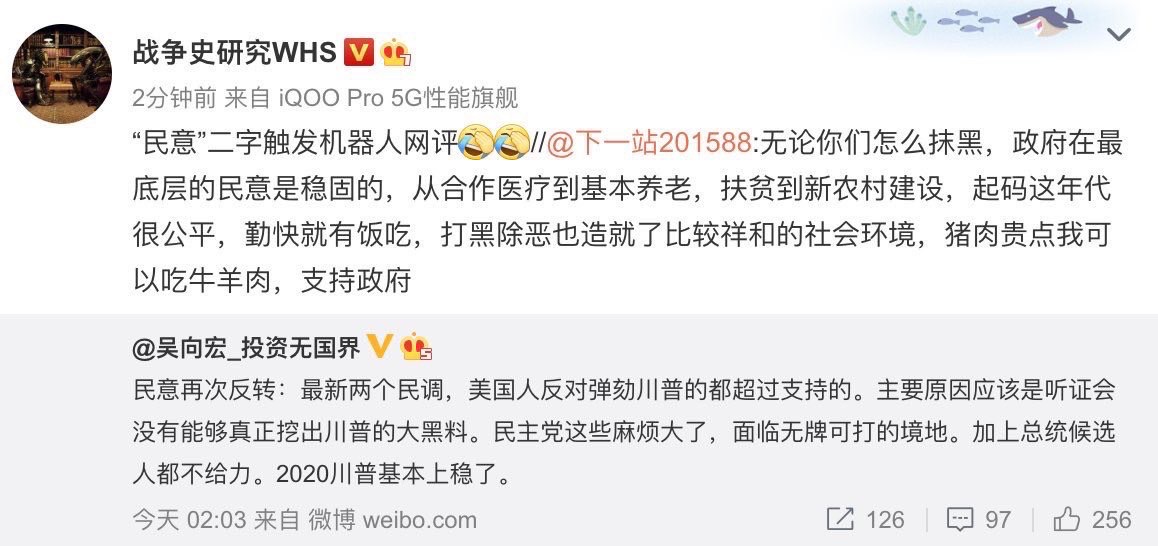 战争史研究WHS
2分钟前 来自 iQOO Pro 5G性能旗舰
“民意”二字触发机器人网评//@下一站201588:无论你们怎么抹黑，政府在最
底层的民意是稳固的，从合作医疗到基本养老，扶贫到新农村建设，起码这年代
很公平，勤快就有饭吃，打黑除恶也造就了比较祥和的社会环境，猪肉贵点我可
以吃牛羊肉，支持政府
@吴向宏_投资无国界
民意再次反转：最新两个民调，美国人反对弹劾川普的都超过支持的。主要原因应该是听证会
没有能够真正挖出川普的大黑料。民主党这些麻烦大了，面临无牌可打的境地。加上总统候选
人都不给力。2020川普基本上稳了。
今天 02:03 来自 微博 weibo.com 126 97 256